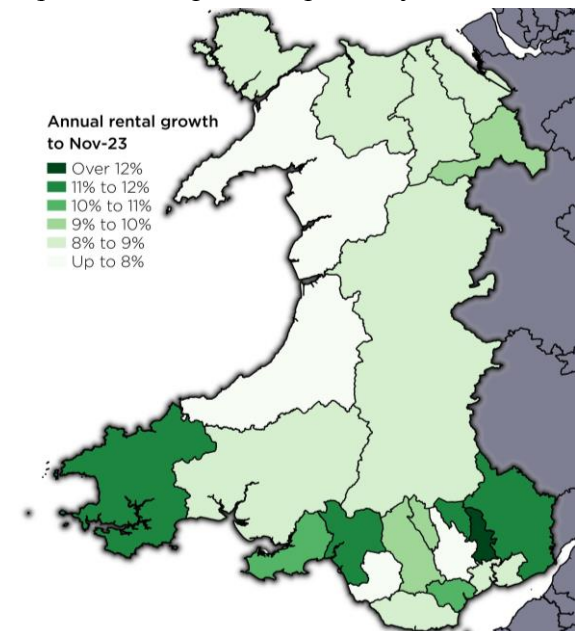 Annual rental growth
to Nov-23
Over 12%
11% to 12%
10% to 11%
9% to 10%
8% to 9%
Up to 8%